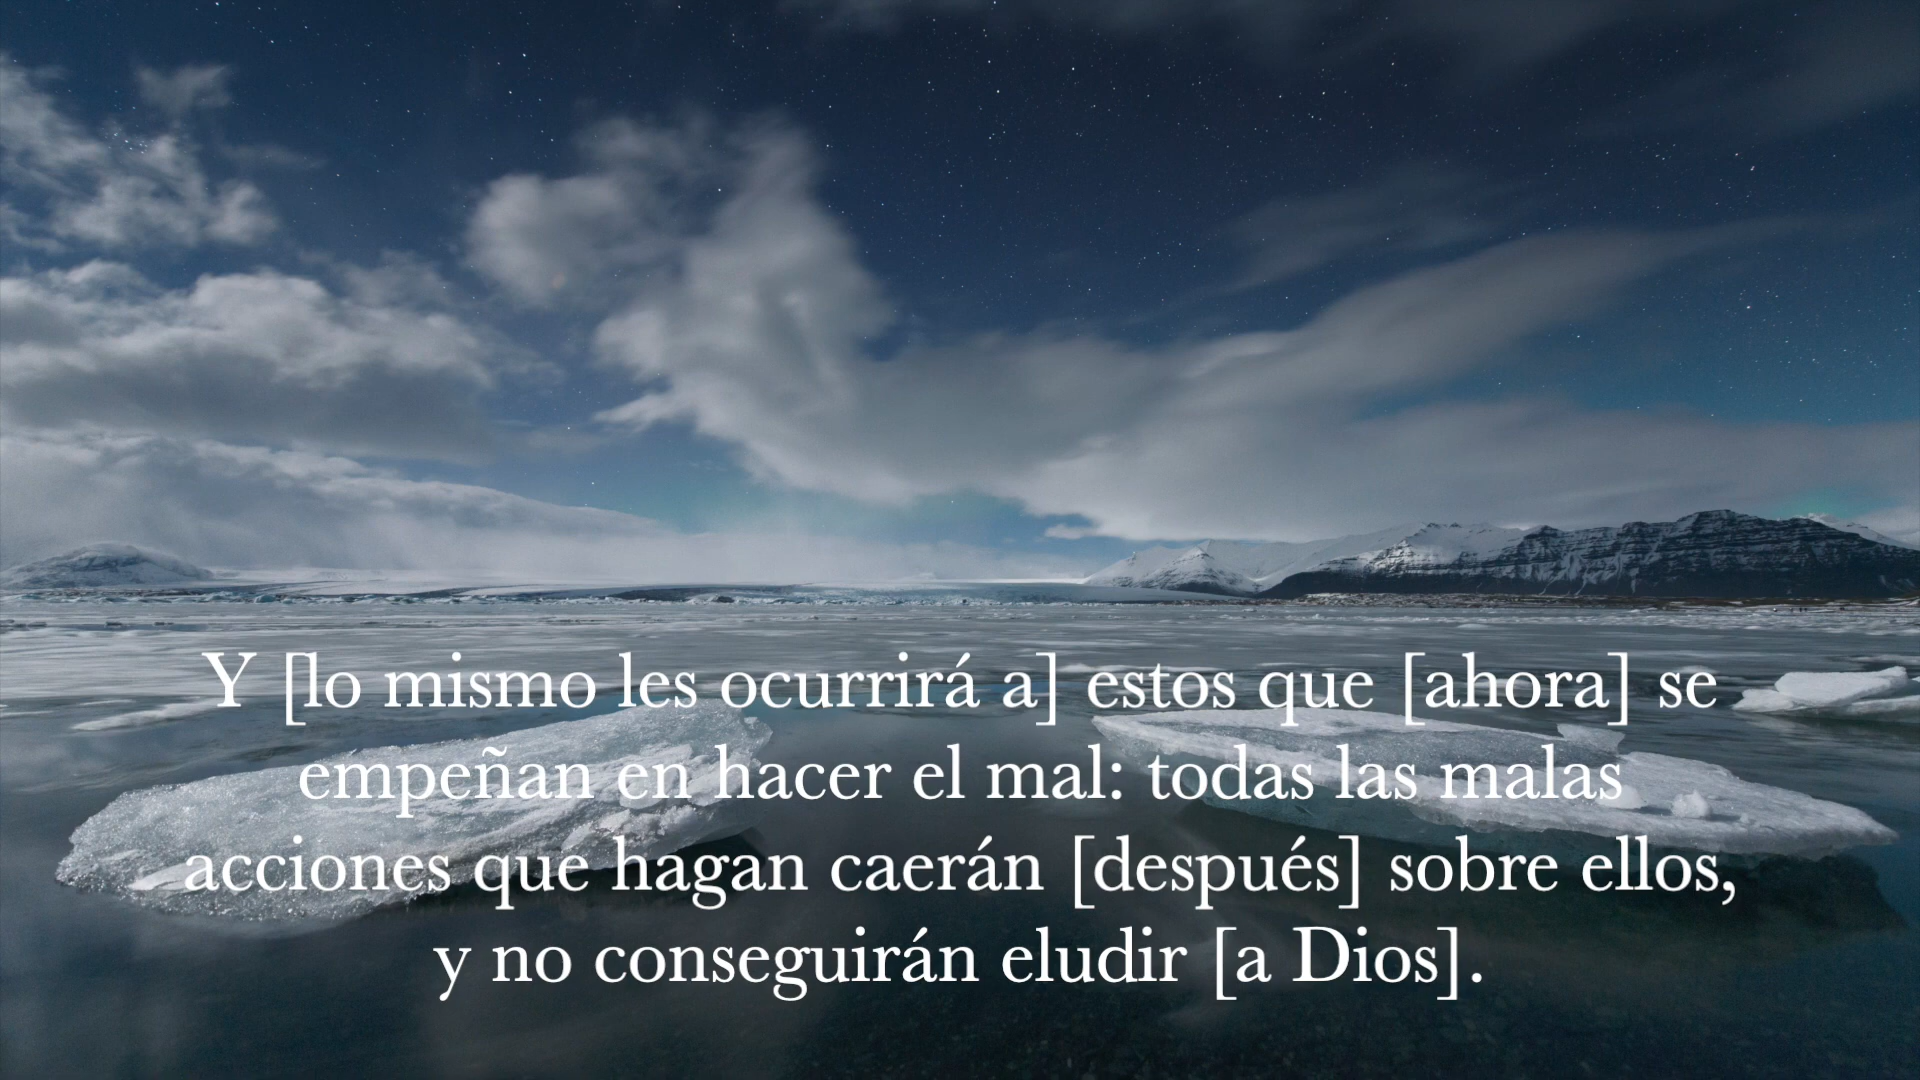 Y [lo mismo les ocurrirá a] estos que [ahora] se
empeñan en hacer el mal: todas las malas
acciones que hagan caerán [después] sobre ellos,
y no conseguirán eludir [a Dios].